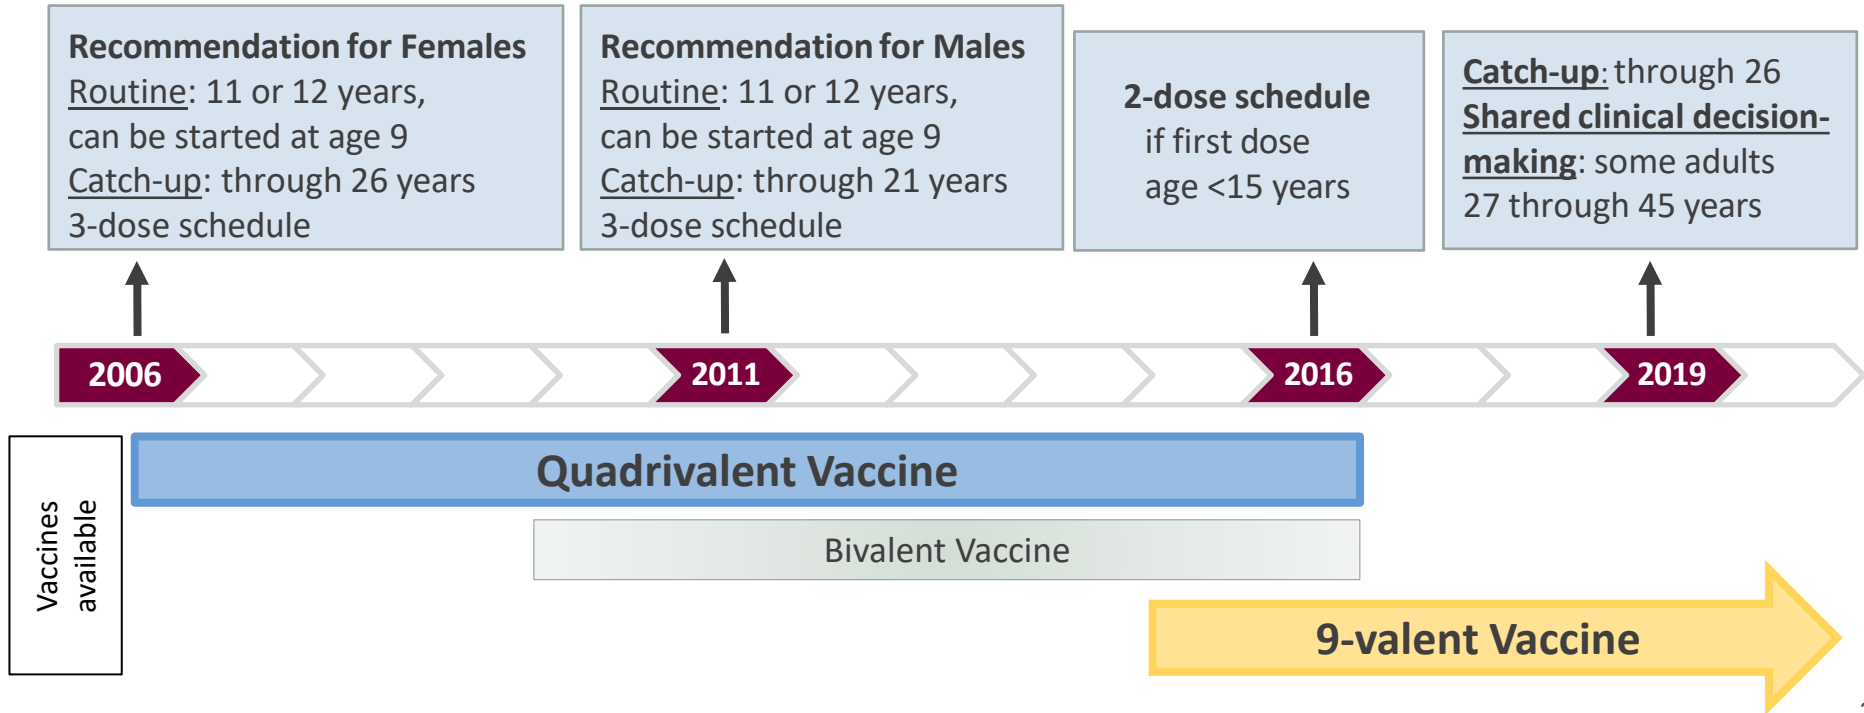 Recommendation for Females
Routine: 11 or 12 years,
can be started at age 9
Catch-up: through 26 years
3-dose schedule
Recommendation for Males
Routine: 11 or 12 years,
can be started at age 9
Catch-up: through 21 years
3-dose schedule
2-dose schedule
if first dose
age <15 years
Catch-up: through 26
Shared clinical decision-
making: some adults
27 through 45 years
2006
2011
2016
2019
Vaccines
available
Quadrivalent Vaccine
Bivalent Vaccine
9-valent Vaccine